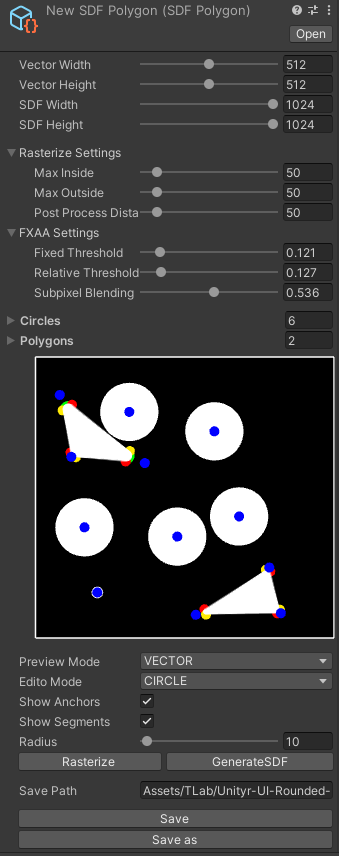 New SDF Polygon (SDF Polygon)
Open
Vector Width 512
Vector Height 512
SDF Width 1024
SDF Height 1024
Rasterize Settings
Max Inside 50
Max Outside 50
Post Process Dista 50
FXAA Settings
Fixed Threshold 0.121
Relative Threshold 0.127
Subpixel Blending 0.536
Circles 6
Polygons 2
Preview Mode VECTOR
Edito Mode CIRCLE
Show Anchors
Show Segments
Radius 10
Rasterize GenerateSDF
Save Path Assets/TLab/Unityr-UI-Rounded-
Save
Save as